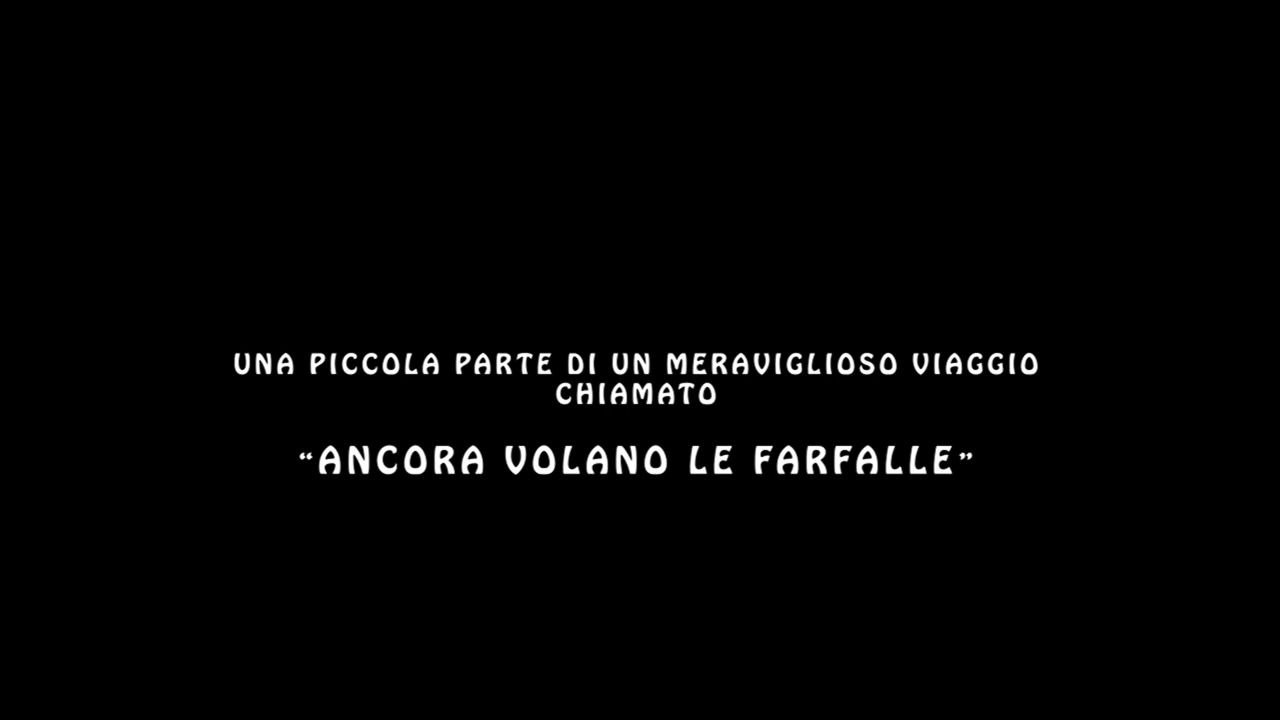 UNA PICCOLA PARTE DI UN MERAVIGLIOSO VIAGGIO
CHIAMATO
“ANCORA VOLANO LE FARFALLE”